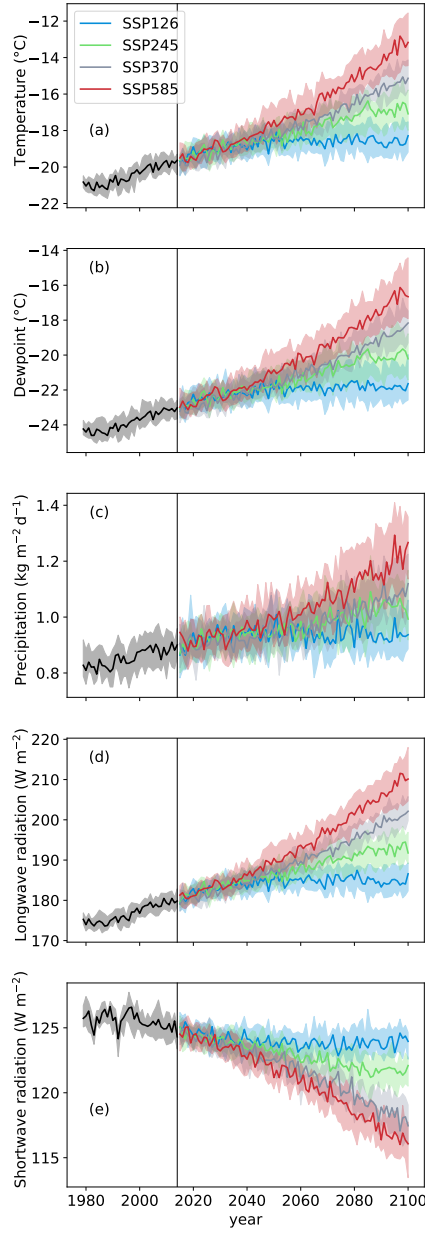 Temperature (°C)
−12
−14
−16
−18
−20
−22
SSP126
SSP245
SSP370
SSP585
(a)
Dewpoint (°C)
−14
−16
−18
−20
−22
−24
(b)
Precipitation (kg m⁻² d⁻¹)
1.4
1.2
1.0
0.8
(c)
Longwave radiation (W m⁻²)
220
210
200
190
180
170
(d)
Shortwave radiation (W m⁻²)
125
120
115
(e)
1980 2000 2020 2040 2060 2080 2100
year